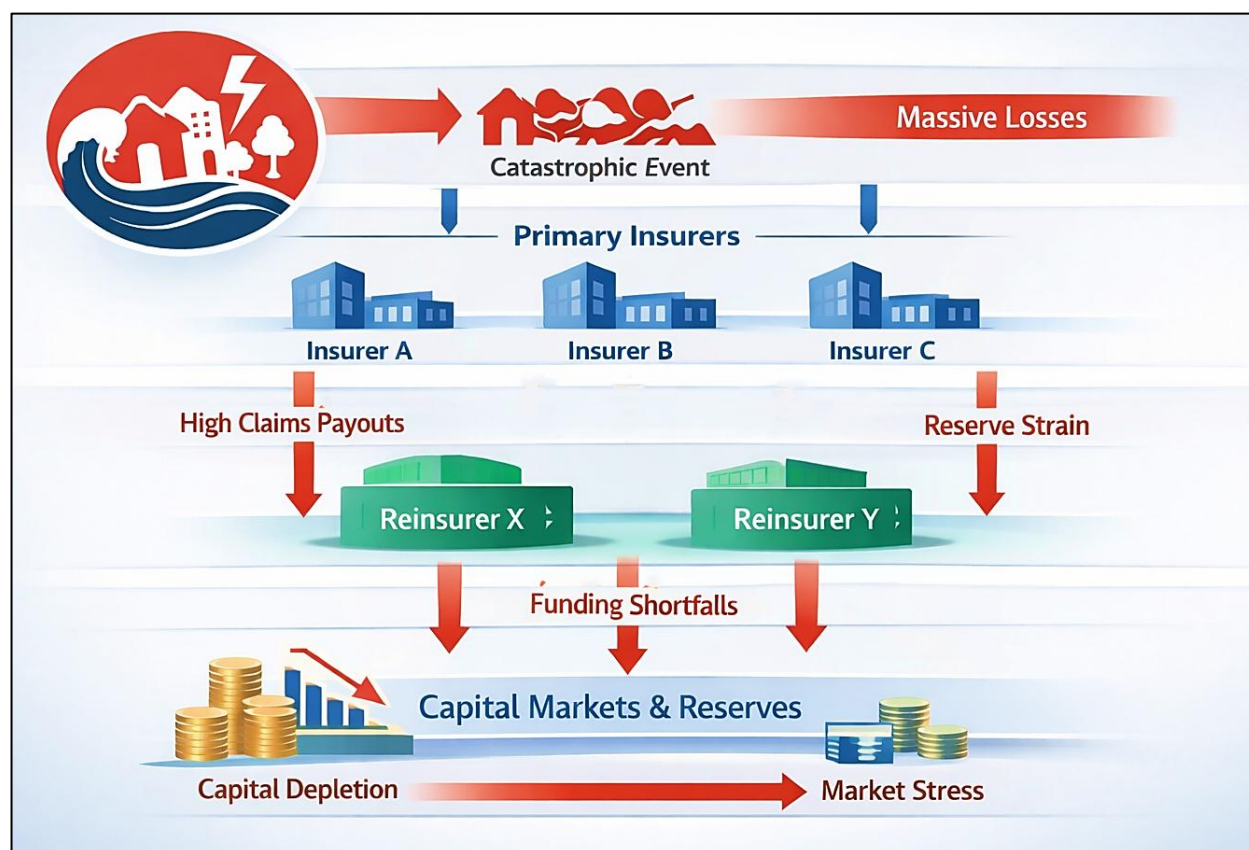 Massive Losses
Catastrophic Event
Primary Insurers
Insurer A
Insurer B
Insurer C
High Claims Payouts
Reserve Strain
Reinsurer X
Reinsurer Y
Funding Shortfalls
Capital Markets & Reserves
Capital Depletion
Market Stress